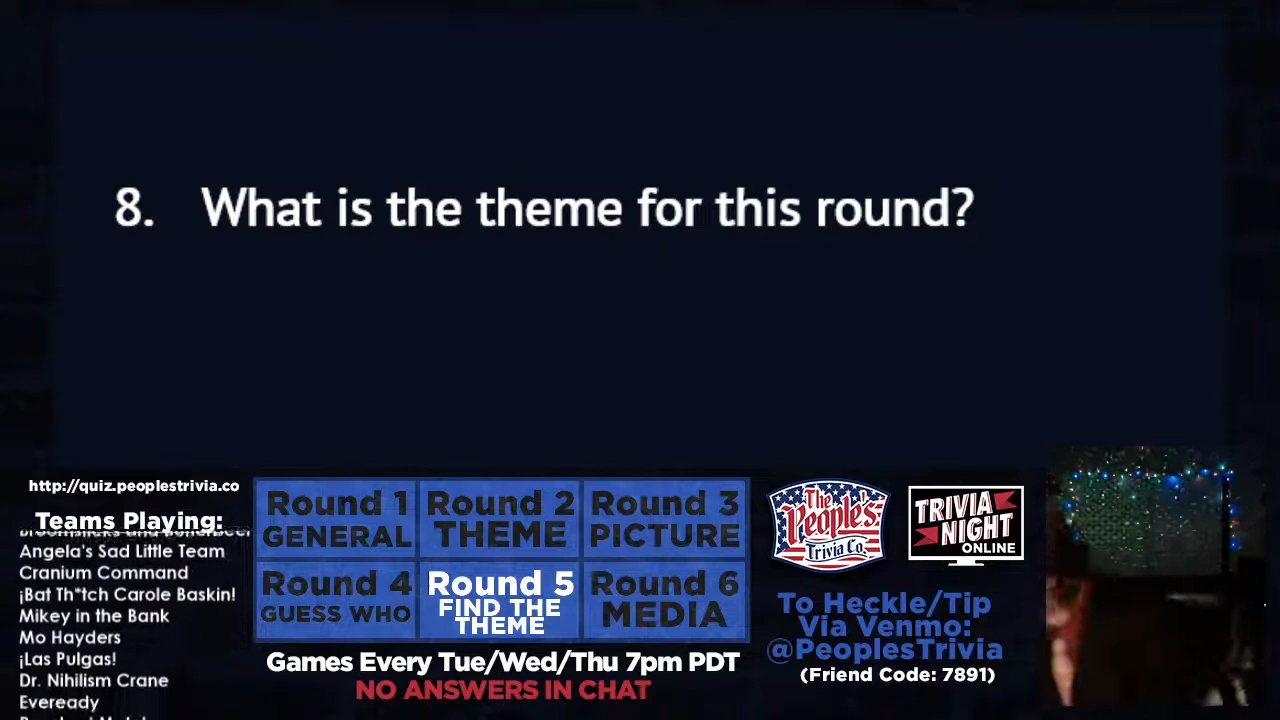 8. What is the theme for this round?
http://quiz.peoplestrivia.co
Teams Playing:
Angela's Sad Little Team
Cranium Command
¡Bat Th*tch Carole Baskin!
Mikey in the Bank
Mo Hayders
¡Las Pulgas!
Dr. Nihilism Crane
Eveready
Round 1
GENERAL
Round 2
THEME
Round 3
PICTURE
Round 4
GUESS WHO
Round 5
FIND THE
THEME
Round 6
MEDIA
Games Every Tue/Wed/Thu 7pm PDT
NO ANSWERS IN CHAT
The
People's
Trivia Co.
TRIVIA
NIGHT
ONLINE
To Heckle/Tip
Via Venmo:
@PeoplesTrivia
(Friend Code: 7891)